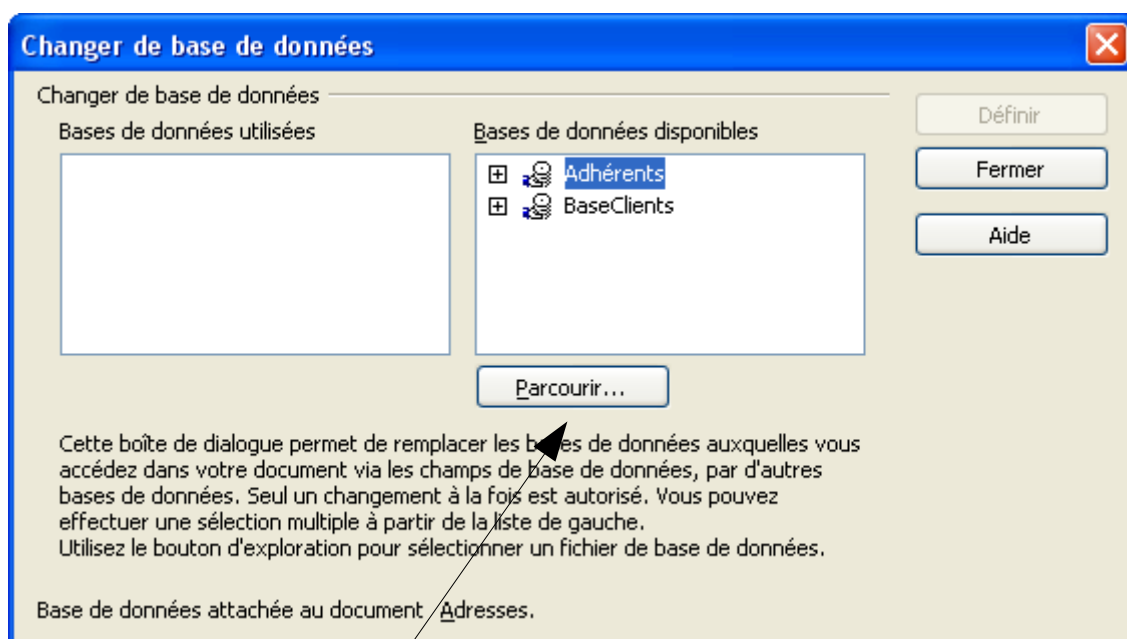 Changer de base de données
Changer de base de données
Bases de données utilisées
Bases de données disponibles
Adhérents
BaseClients
Parcourir...
Définir
Fermer
Aide
Cette boîte de dialogue permet de remplacer les bases de données auxquelles vous
accédez dans votre document via les champs de base de données, par d'autres
bases de données. Seul un changement à la fois est autorisé. Vous pouvez
effectuer une sélection multiple à partir de la liste de gauche.
Utilisez le bouton d'exploration pour sélectionner un fichier de base de données.
Base de données attachée au document Adresses.